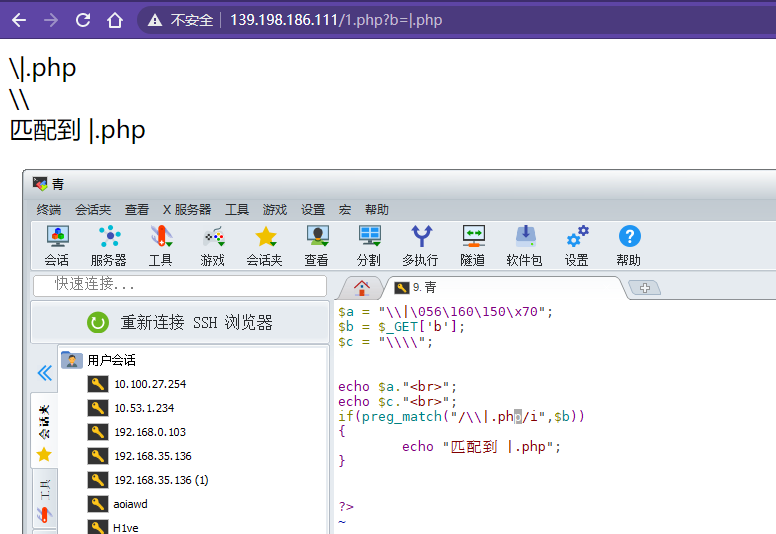 不安全 | 139.198.186.111/1.php?b=|.php
\|.php
\\
匹配到 |.php
青
终端 会话夹 查看 X 服务器 工具 游戏 设置 宏 帮助
会话 服务器 工具 游戏 会话夹 查看 分割 多执行 隧道 软件包 设置 帮助
快速连接...
9. 青
重新连接 SSH 浏览器
会话夹
工具
用户会话
10.100.27.254
10.53.1.234
192.168.0.103
192.168.35.136
192.168.35.136 (1)
aoiawd
H1ve
$a = "\\|\056\160\150\x70";
$b = $_GET['b'];
$c = "\\\\";
echo $a."<br>";
echo $c."<br>";
if(preg_match("/\\|.php/i",$b))
{
echo "匹配到 |.php";
}
?>
~